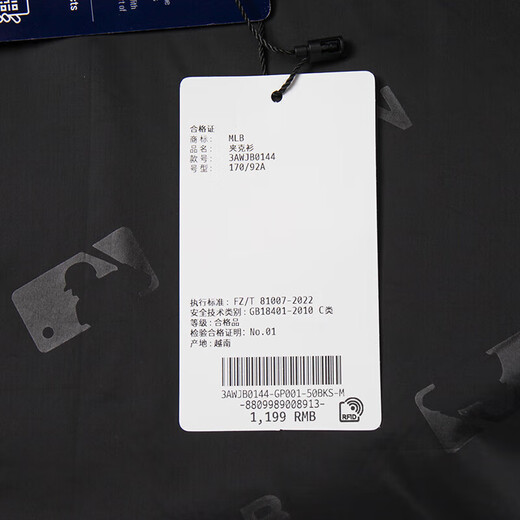 ets
合格证
商标: MLB
品名: 夹克衫
款号: 3AWJB0144
号型: 170/92A
执行标准: FZ/T 81007-2022
安全技术类别: GB18401-2010 C类
等级: 合格品
检验合格证明: No.01
产地: 越南
3AWJB0144-GP001-50BKS-M
-8809989008913-
1,199 RMB
RFID